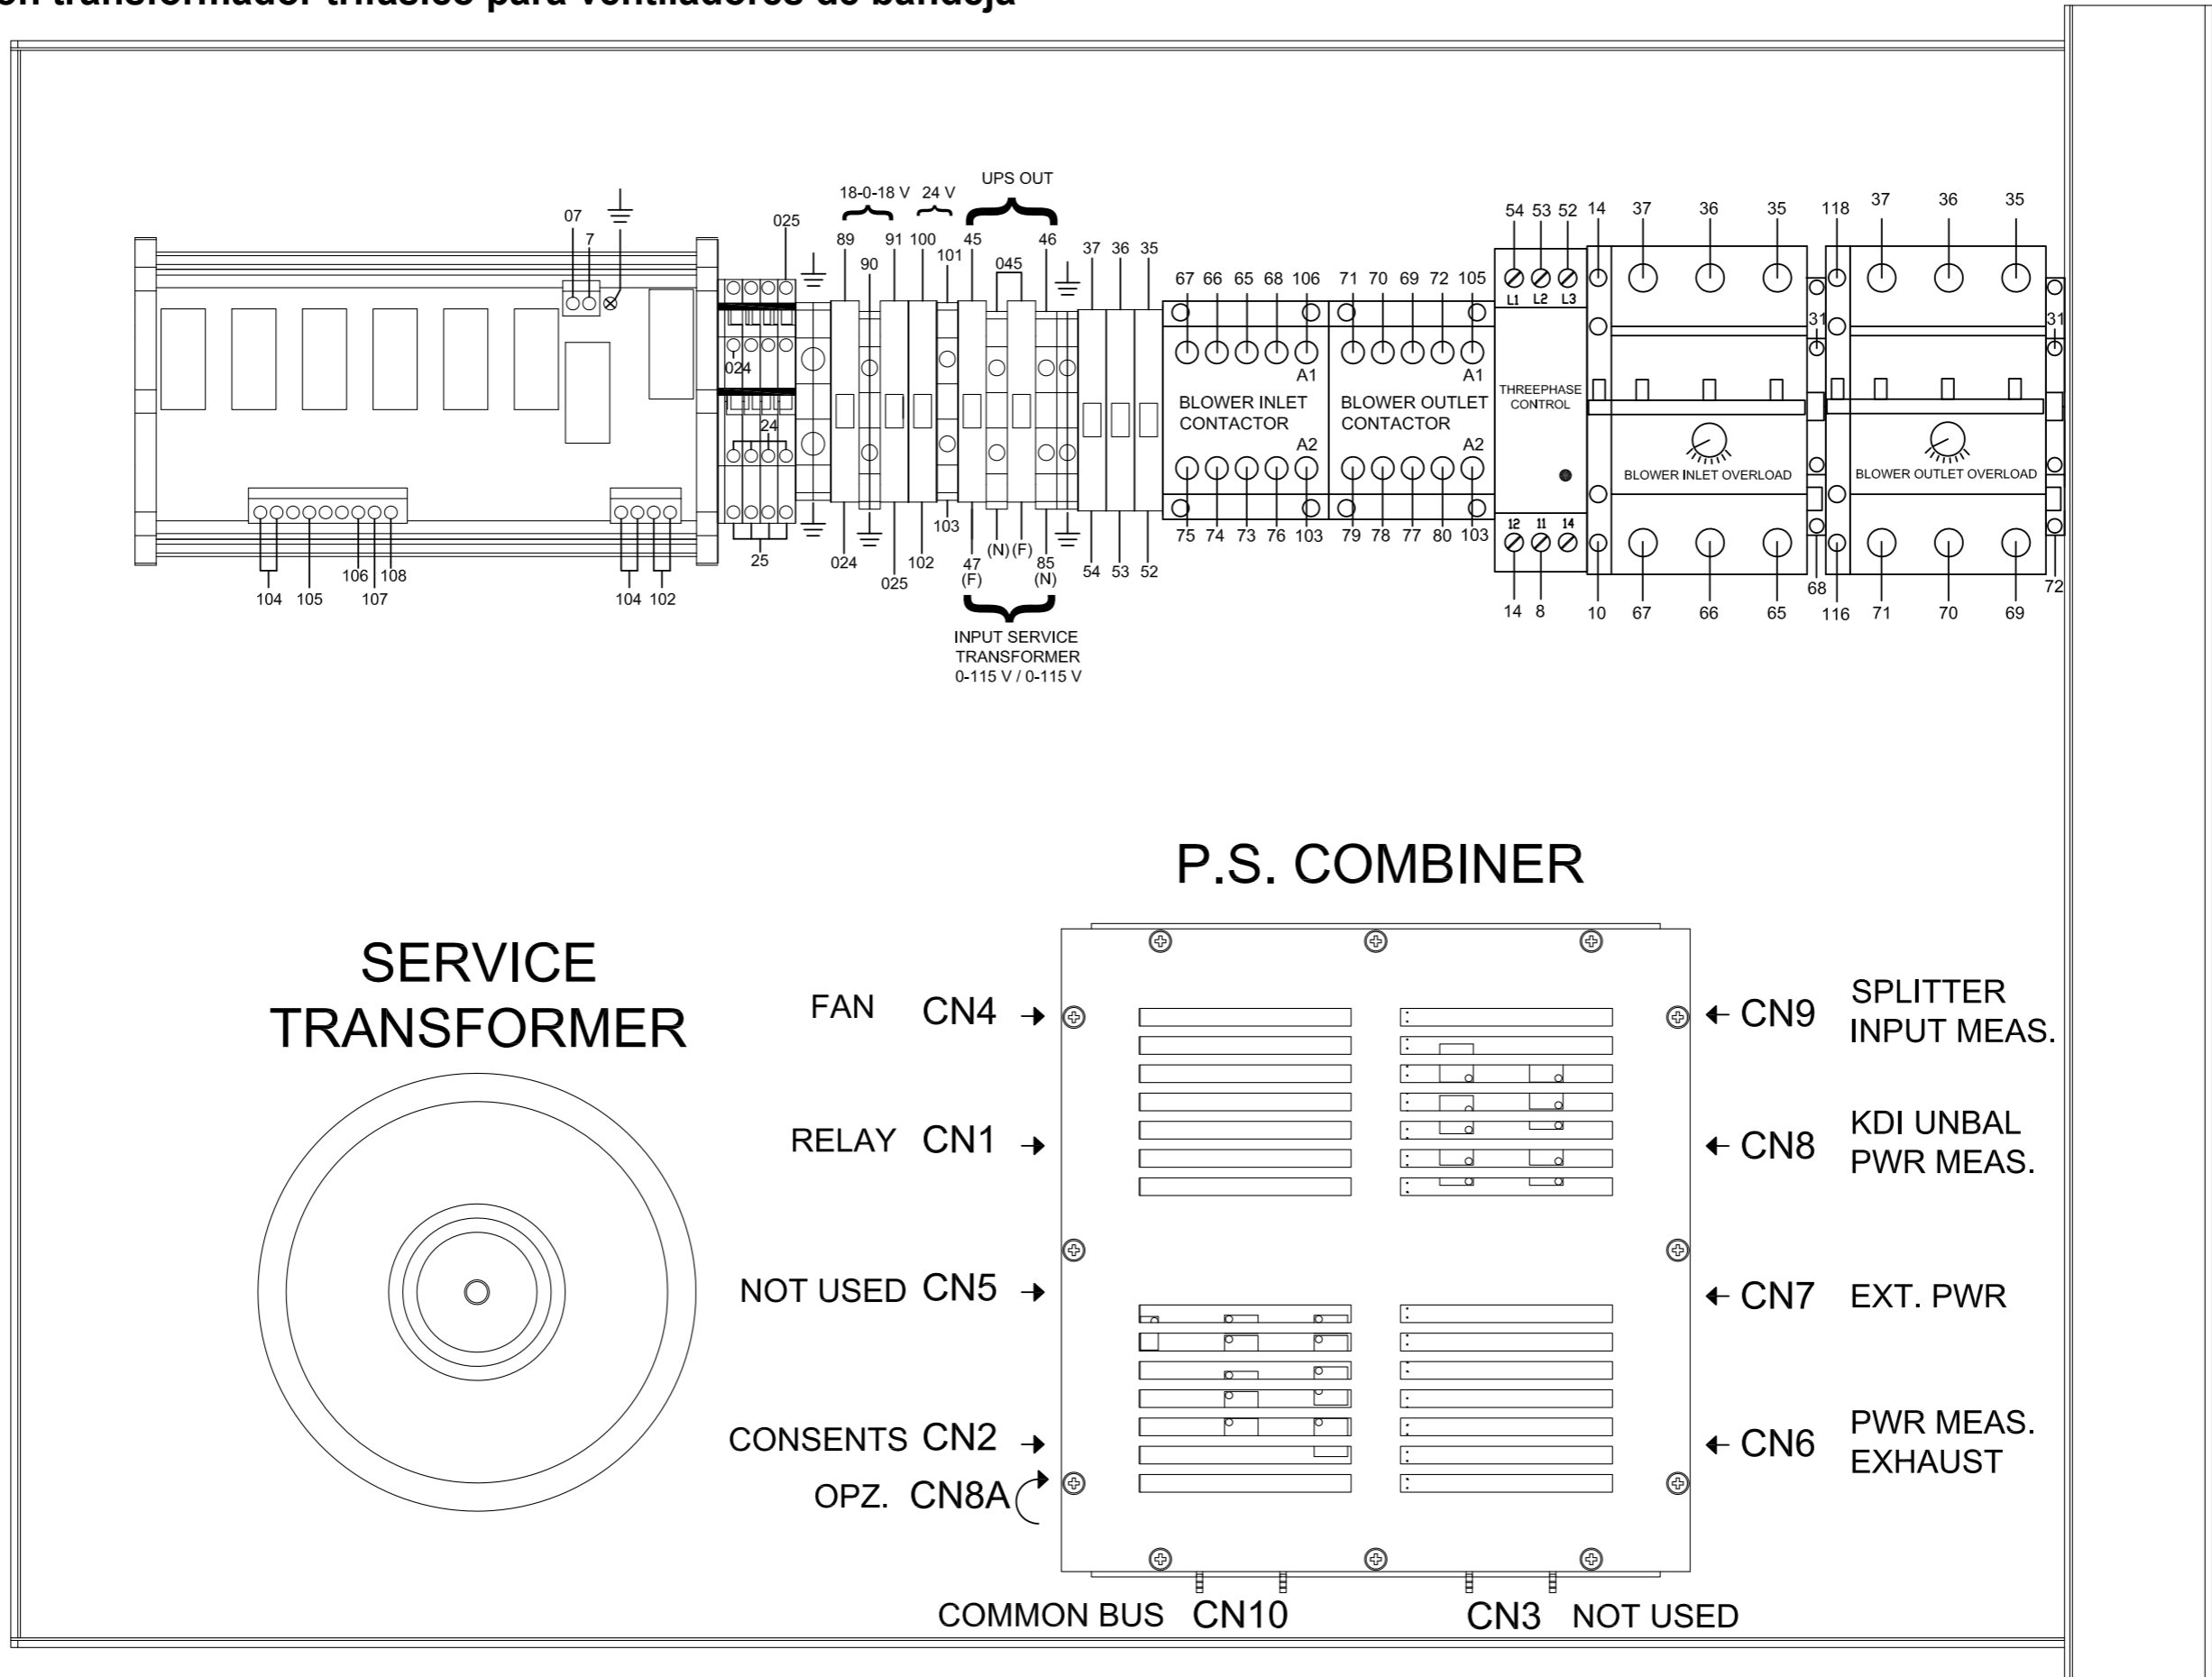 transformador trifásico para ventiladores de bandeja
UPS OUT
18-0-18 V 24 V
07
7
025
89
90
91
100
101
45
045
46
37
36
35
67 66 65 68 106
71 70 69 72 105
54 53 52
14
37
36
35
118
37
36
35
L1 L2 L3
31
31
024
24
A1
A1
BLOWER INLET
CONTACTOR
BLOWER OUTLET
CONTACTOR
A2
A2
THREEPHASE
CONTROL
BLOWER INLET OVERLOAD
BLOWER OUTLET OVERLOAD
12 11 14
104
105
106
107
108
104 102
25
024
025
102
103
47
(F)
(N) (F)
85
(N)
54 53 52
75 74 73 76 103
79 78 77 80 103
14 8
10
67
66
65
68
116
71
70
69
72
INPUT SERVICE
TRANSFORMER
0-115 V / 0-115 V
P.S. COMBINER
SERVICE
TRANSFORMER
FAN CN4
RELAY CN1
NOT USED CN5
CONSENTS CN2
OPZ. CN8A
CN9 SPLITTER
INPUT MEAS.
CN8 KDI UNBAL
PWR MEAS.
CN7 EXT. PWR
CN6 PWR MEAS.
EXHAUST
COMMON BUS CN10
CN3 NOT USED